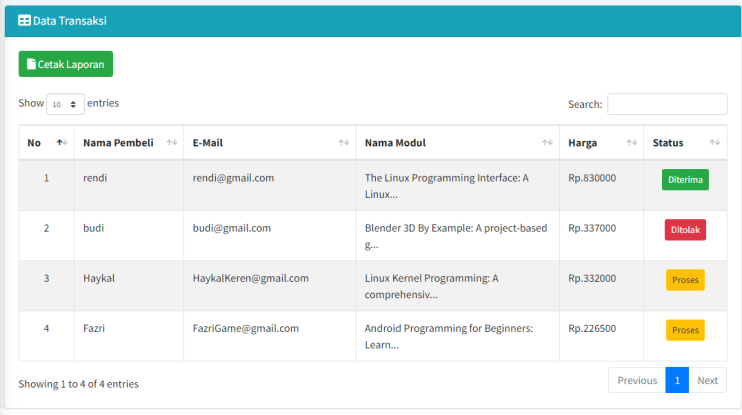 Data Transaksi
Cetak Laporan
Show 10 entries Search:
No Nama Pembeli E-Mail Nama Modul Harga Status
1 rendi rendi@gmail.com The Linux Programming Interface: A Rp.830000 Diterima
Linux...
2 budi budi@gmail.com Blender 3D By Example: A project-based Rp.337000 Ditolak
g...
3 Haykal HaykalKeren@gmail.com Linux Kernel Programming: A Rp.332000 Proses
comprehensiv...
4 Fazri FazriGame@gmail.com Android Programming for Beginners: Rp.226500 Proses
Learn...
Showing 1 to 4 of 4 entries Previous 1 Next